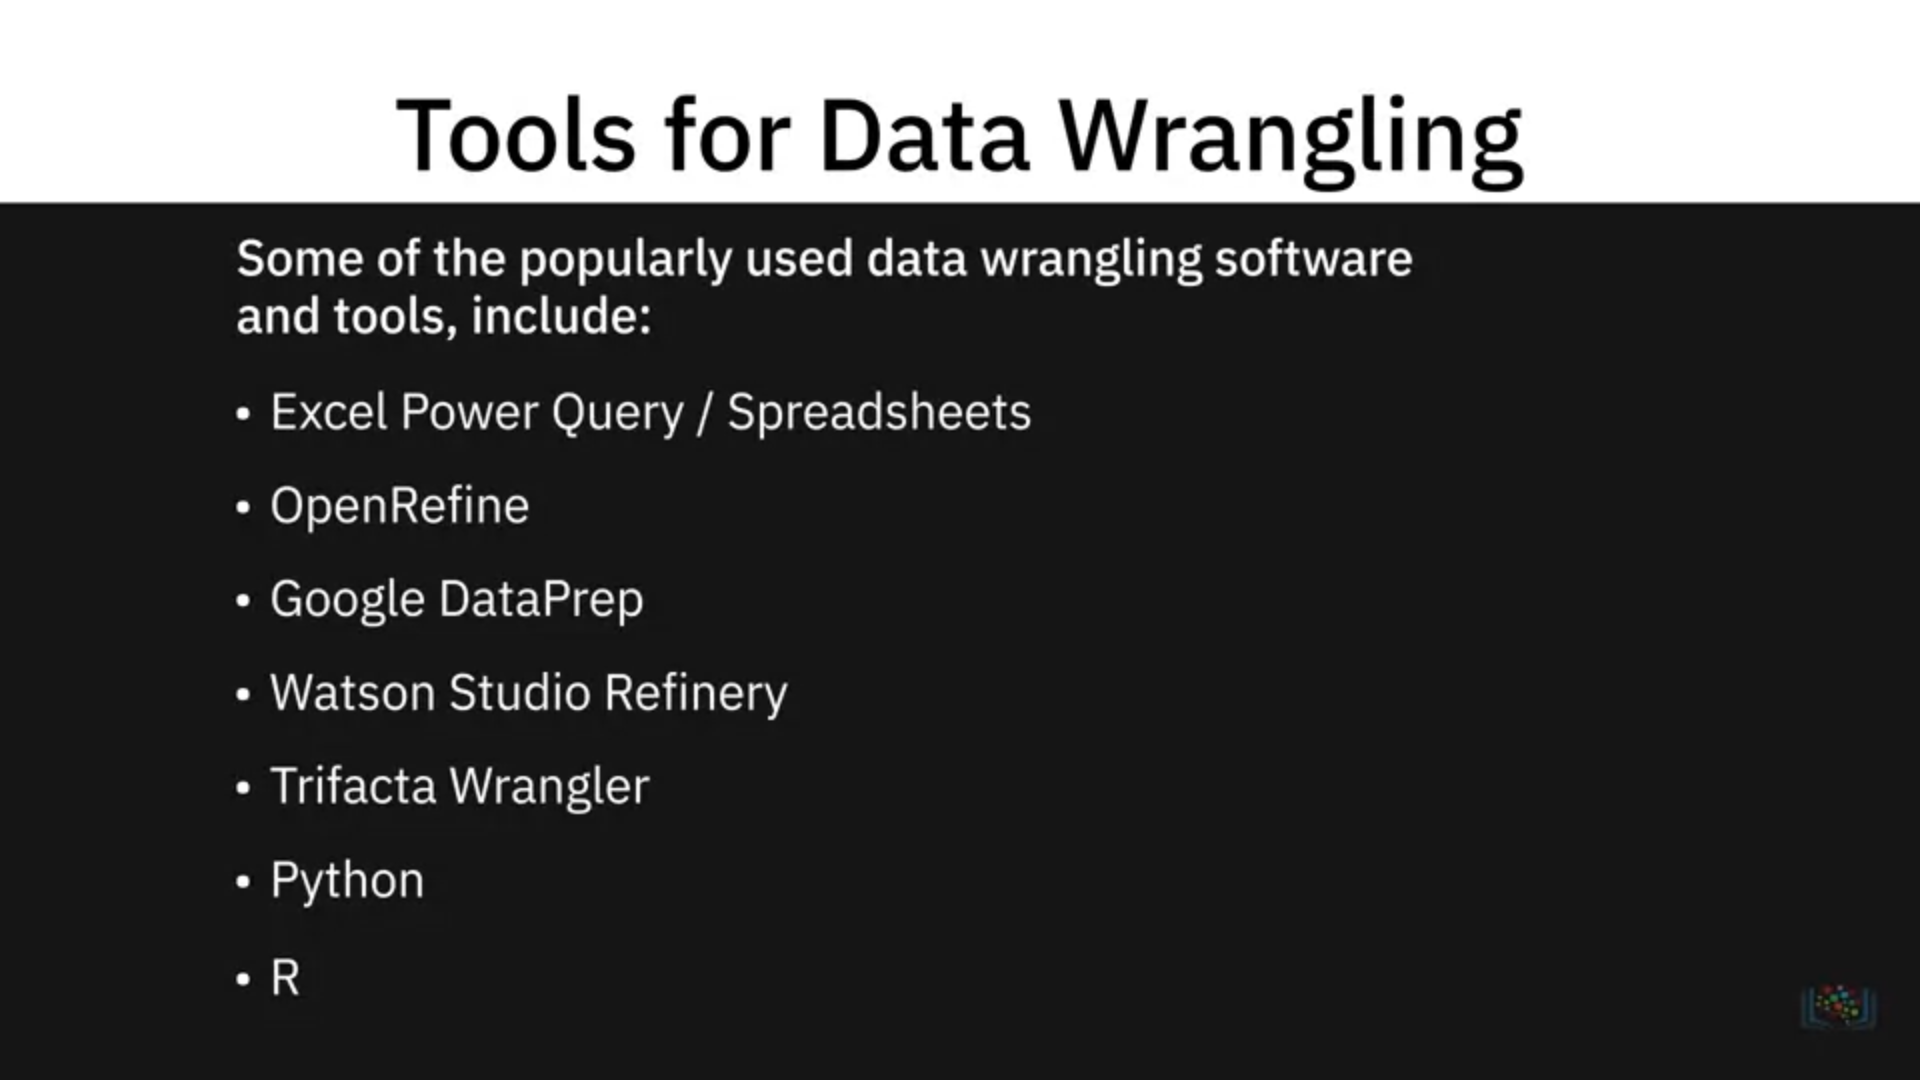 Tools for Data Wrangling
Some of the popularly used data wrangling software
and tools, include:
• Excel Power Query / Spreadsheets
• OpenRefine
• Google DataPrep
• Watson Studio Refinery
• Trifacta Wrangler
• Python
• R